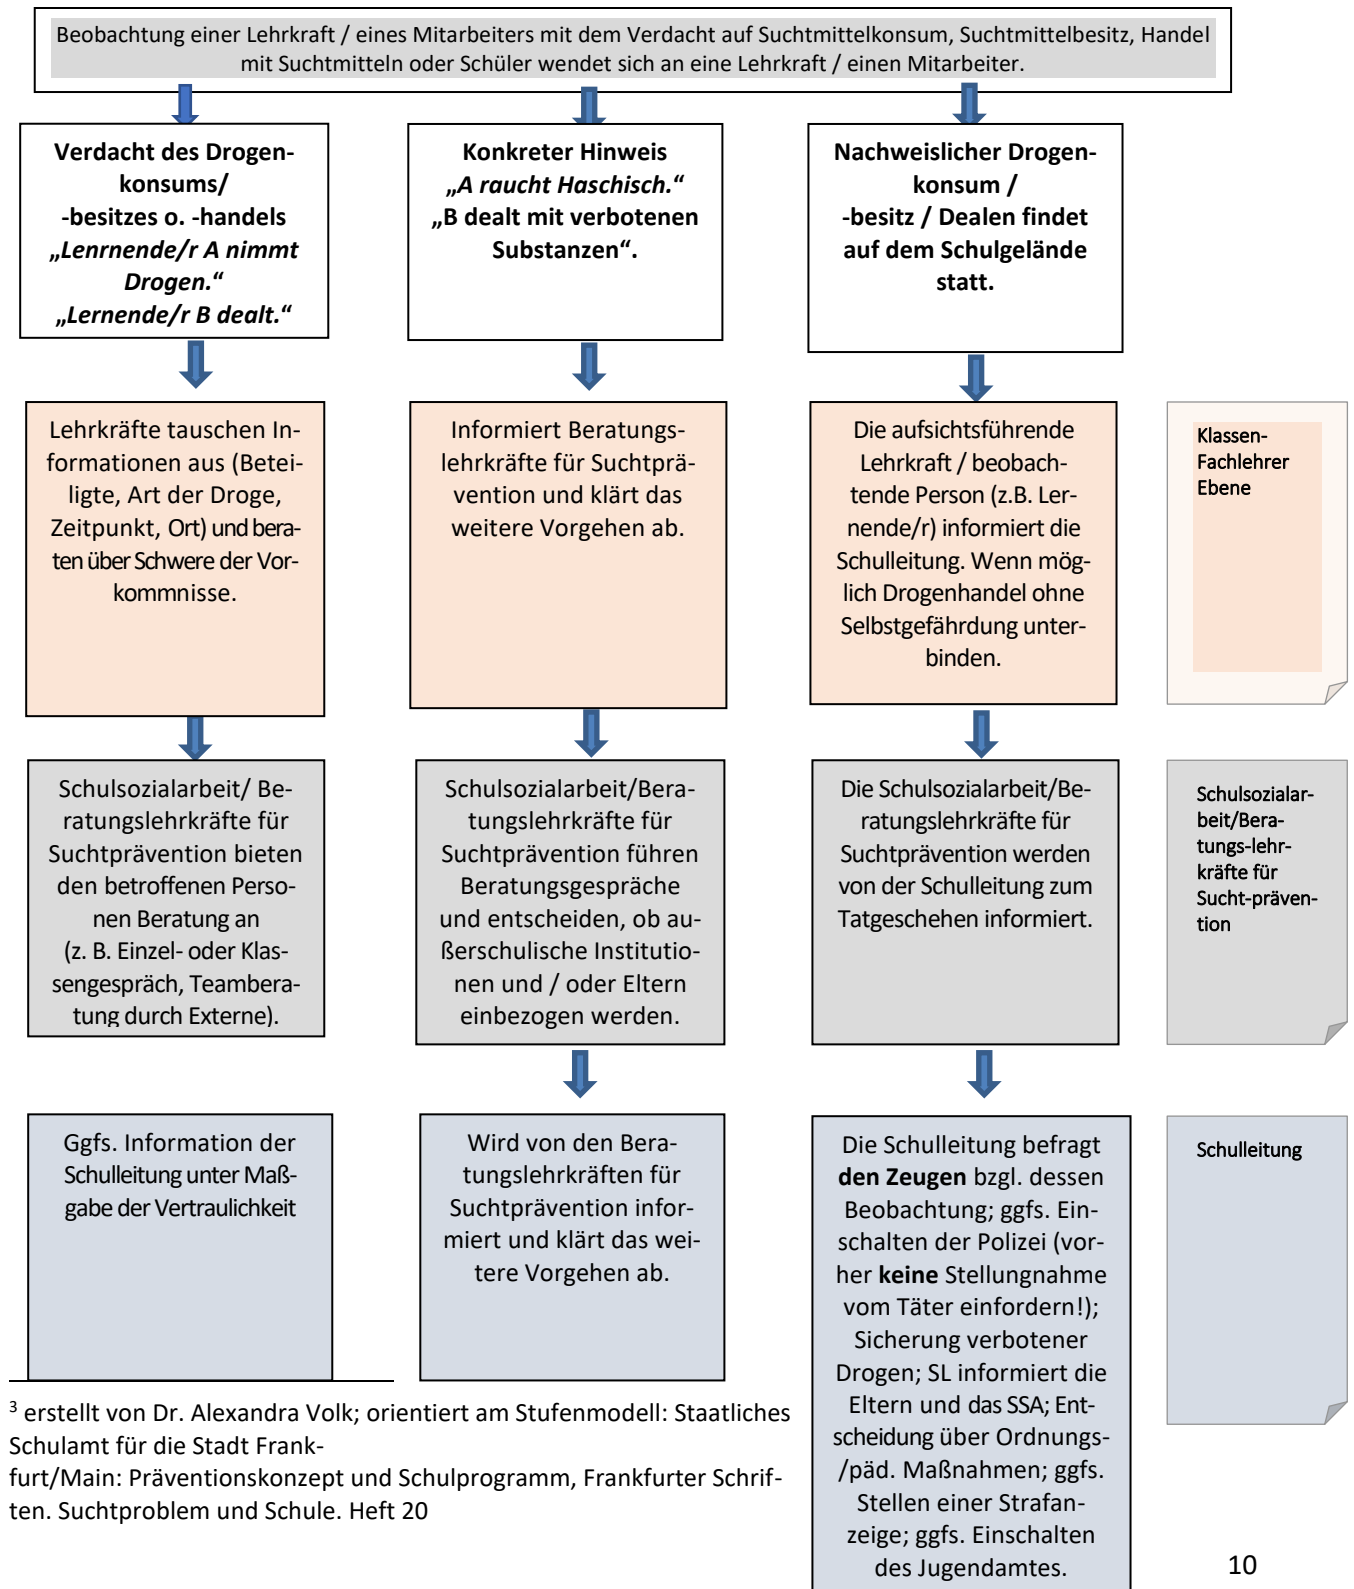 Beobachtung einer Lehrkraft / eines Mitarbeiters mit dem Verdacht auf Suchtmittelkonsum, Suchtmittelbesitz, Handel
mit Suchtmitteln oder Schüler wendet sich an eine Lehrkraft / einen Mitarbeiter.
Verdacht des Drogen-
konsums/
-besitzes o. -handels
„Lenrnende/r A nimmt
Drogen.“
„Lernende/r B dealt.“
Konkreter Hinweis
„A raucht Haschisch.“
„B dealt mit verbotenen
Substanzen“.
Nachweislicher Drogen-
konsum /
-besitz / Dealen findet
auf dem Schulgelände
statt.
Lehrkräfte tauschen In-
formationen aus (Betei-
ligte, Art der Droge,
Zeitpunkt, Ort) und bera-
ten über Schwere der Vor-
kommnisse.
Informiert Beratungs-
lehrkräfte für Suchtprä-
vention und klärt das
weitere Vorgehen ab.
Die aufsichtsführende
Lehrkraft / beobach-
tende Person (z.B. Ler-
nende/r) informiert die
Schulleitung. Wenn mög-
lich Drogenhandel ohne
Selbstgefährdung unter-
binden.
Klassen-
Fachlehrer
Ebene
Schulsozialarbeit/ Be-
ratungslehrkräfte für
Suchtprävention bieten
den betroffenen Perso-
nen Beratung an
(z. B. Einzel- oder Klas-
sengespräch, Teambera-
tung durch Externe).
Schulsozialarbeit/Bera-
tungslehrkräfte für
Suchtprävention führen
Beratungsgespräche
und entscheiden, ob au-
ßerschulische Institutio-
nen und / oder Eltern
einbezogen werden.
Die Schulsozialarbeit/Be-
ratungslehrkräfte für
Suchtprävention werden
von der Schulleitung zum
Tatgeschehen informiert.
Schulsozialar-
beit/Bera-
tungs-lehr-
kräfte für
Sucht-präven-
tion
Ggfs. Information der
Schulleitung unter Maß-
gabe der Vertraulichkeit
Wird von den Bera-
tungslehrkräften für
Suchtprävention infor-
miert und klärt das wei-
tere Vorgehen ab.
Die Schulleitung befragt
den Zeugen bzgl. dessen
Beobachtung; ggfs. Ein-
schalten der Polizei (vor-
her keine Stellungnahme
vom Täter einfordern!);
Sicherung verbotener
Drogen; SL informiert die
Eltern und das SSA; Ent-
scheidung über Ordnungs-
/päd. Maßnahmen; ggfs.
Stellen einer Strafan-
zeige; ggfs. Einschalten
des Jugendamtes.
Schulleitung
³ erstellt von Dr. Alexandra Volk; orientiert am Stufenmodell: Staatliches
Schulamt für die Stadt Frank-
furt/Main: Präventionskonzept und Schulprogramm, Frankfurter Schrif-
ten. Suchtproblem und Schule. Heft 20
10